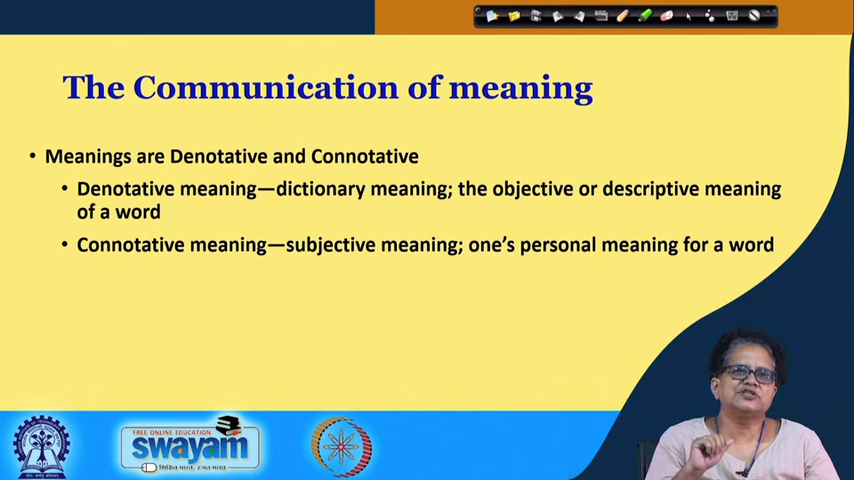 The Communication of meaning
• Meanings are Denotative and Connotative
• Denotative meaning—dictionary meaning; the objective or descriptive meaning
of a word
• Connotative meaning—subjective meaning; one's personal meaning for a word
FREE ONLINE EDUCATION
swayam